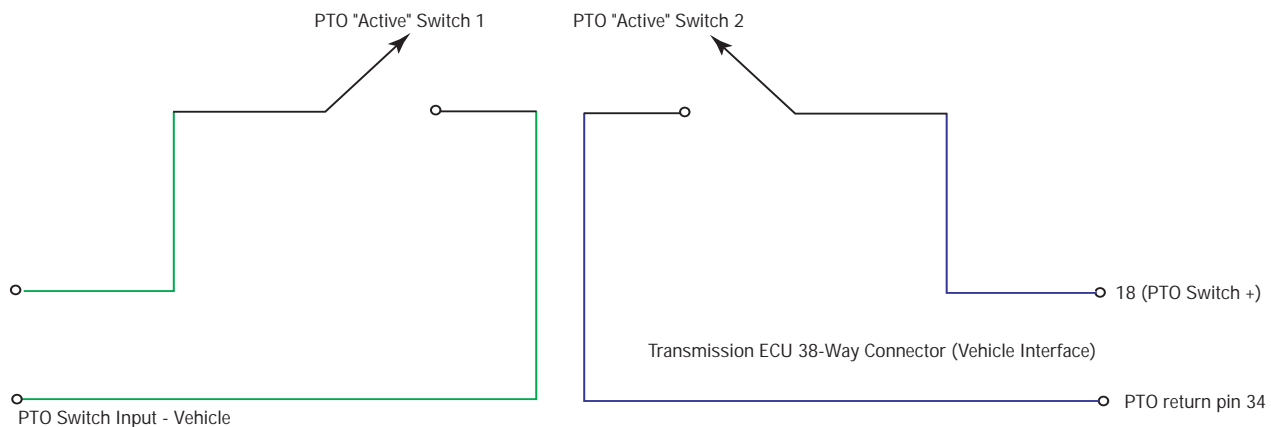 PTO "Active" Switch 1
PTO "Active" Switch 2
18 (PTO Switch +)
Transmission ECU 38-Way Connector (Vehicle Interface)
PTO return pin 34
PTO Switch Input - Vehicle